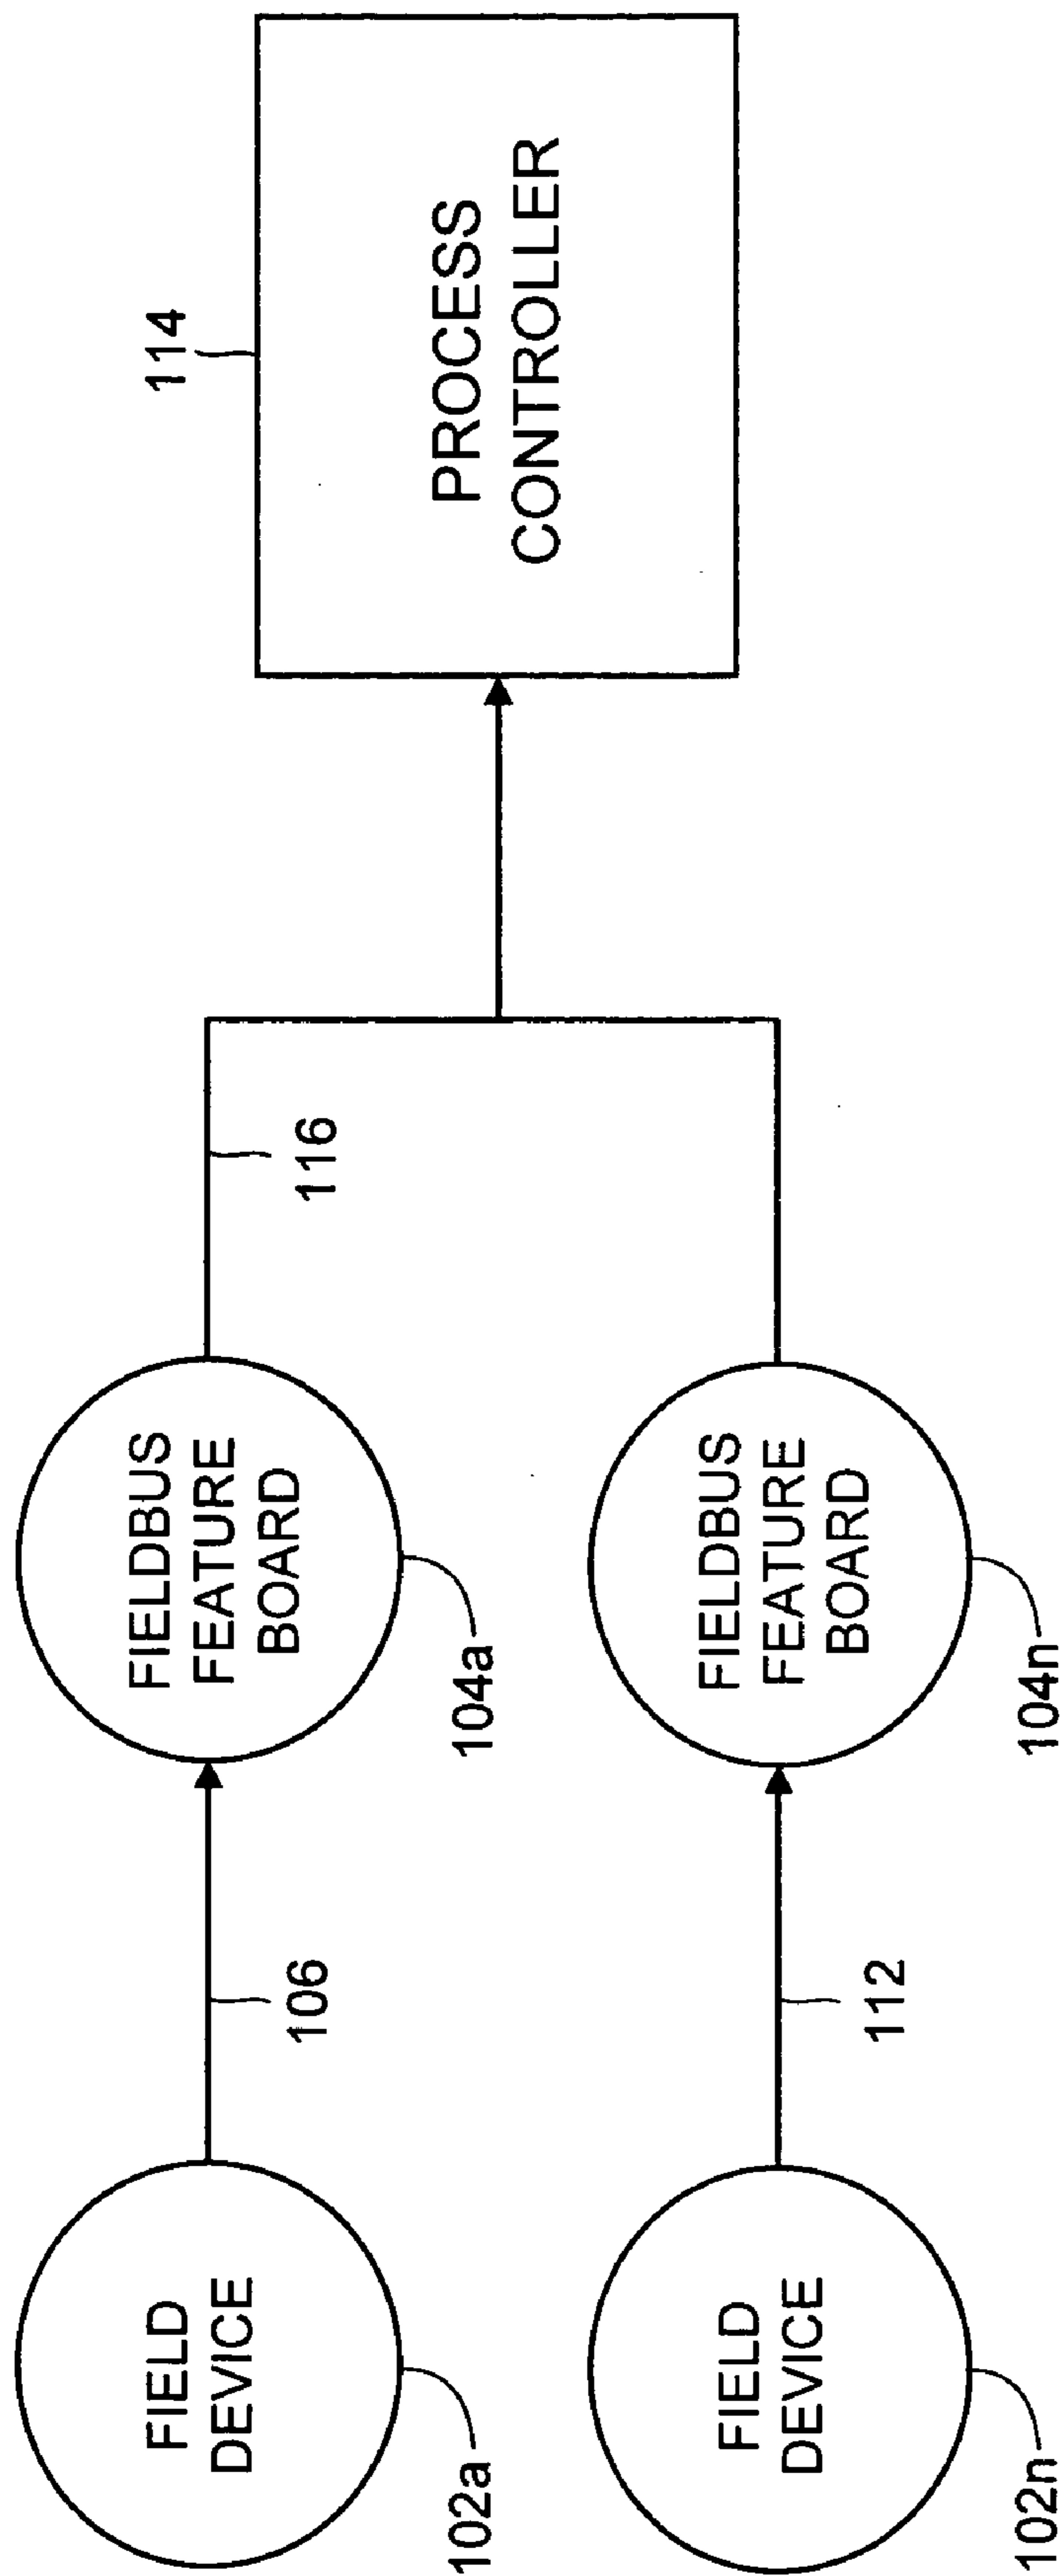 FIELD
DEVICE
102a
106
FIELDBUS
FEATURE
BOARD
104a
116
114
PROCESS
CONTROLLER
FIELD
DEVICE
102n
112
FIELDBUS
FEATURE
BOARD
104n